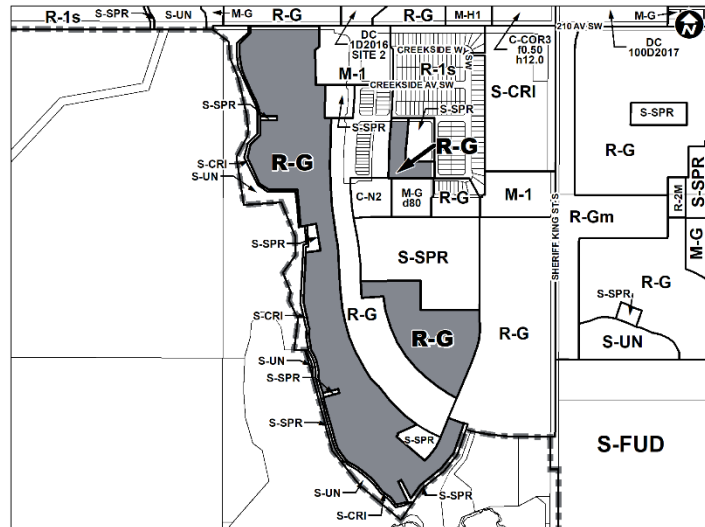 R-1s
S-SPR
S-UN
M-G
R-G
DC
1D2016
SITE 2
R-G
M-H1
C-COR3
f0.50
h12.0
210 AV SW
DC
100D2017
M-G
N
CREEKSIDE WY
SW
M-1
R-1s
CREEKSIDE AV SW
S-CRI
S-SPR
S-SPR
S-SPR
S-SPR
R-G
S-SPR
R-G
R-G
S-CRI
S-UN
C-N2
M-G
d80
R-G
M-1
R-Gm
R-2M
M-G
SHERIFF KING ST S
S-SPR
S-SPR
R-G
S-SPR
S-CRI
R-G
R-G
R-G
S-UN
S-UN
S-SPR
S-SPR
S-SPR
S-FUD
S-UN
S-SPR
S-CRI